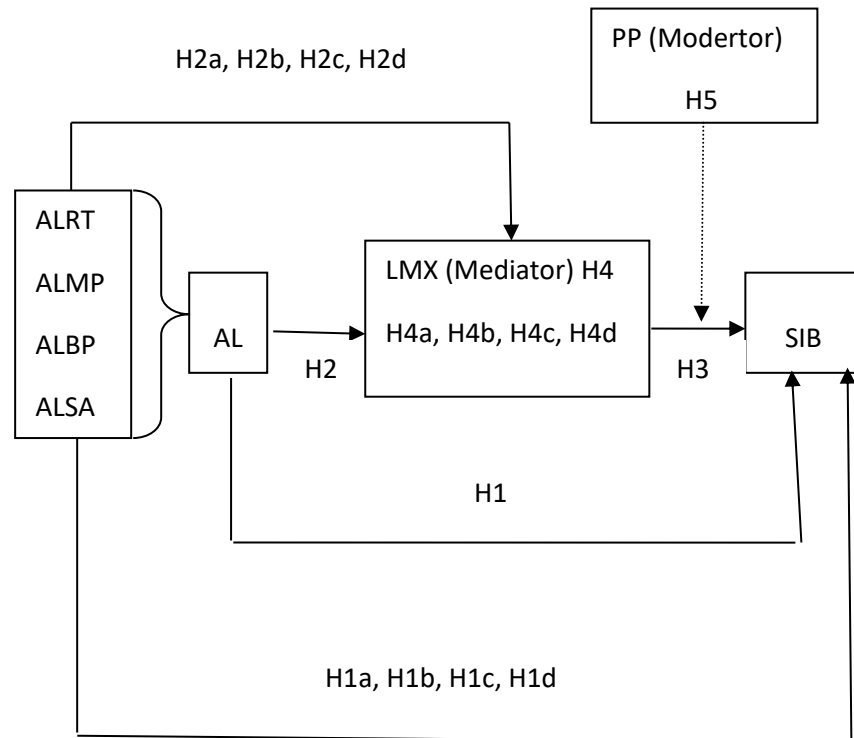 PP (Modertor)
H5
H2a, H2b, H2c, H2d
ALRT
ALMP
ALBP
ALSA
AL
H2
LMX (Mediator) H4
H4a, H4b, H4c, H4d
H3
SIB
H1
H1a, H1b, H1c, H1d